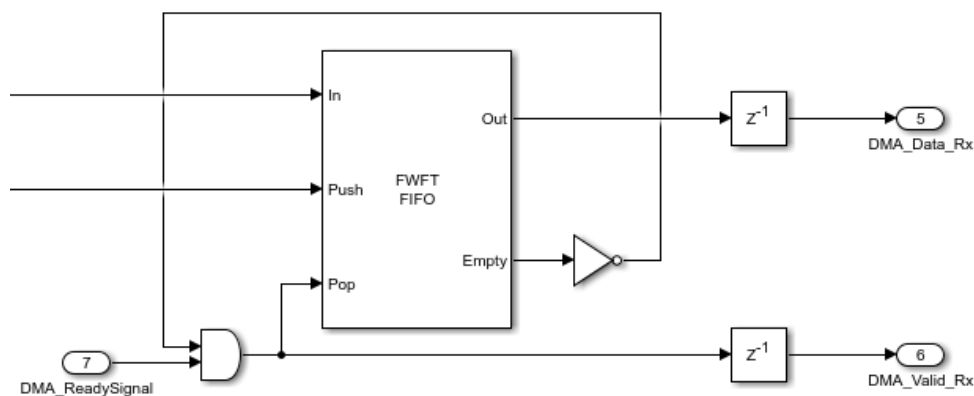 In
Out
z-1
5
DMA_Data_Rx
FWFT
FIFO
Push
Empty
Pop
7
DMA_ReadySignal
z-1
6
DMA_Valid_Rx